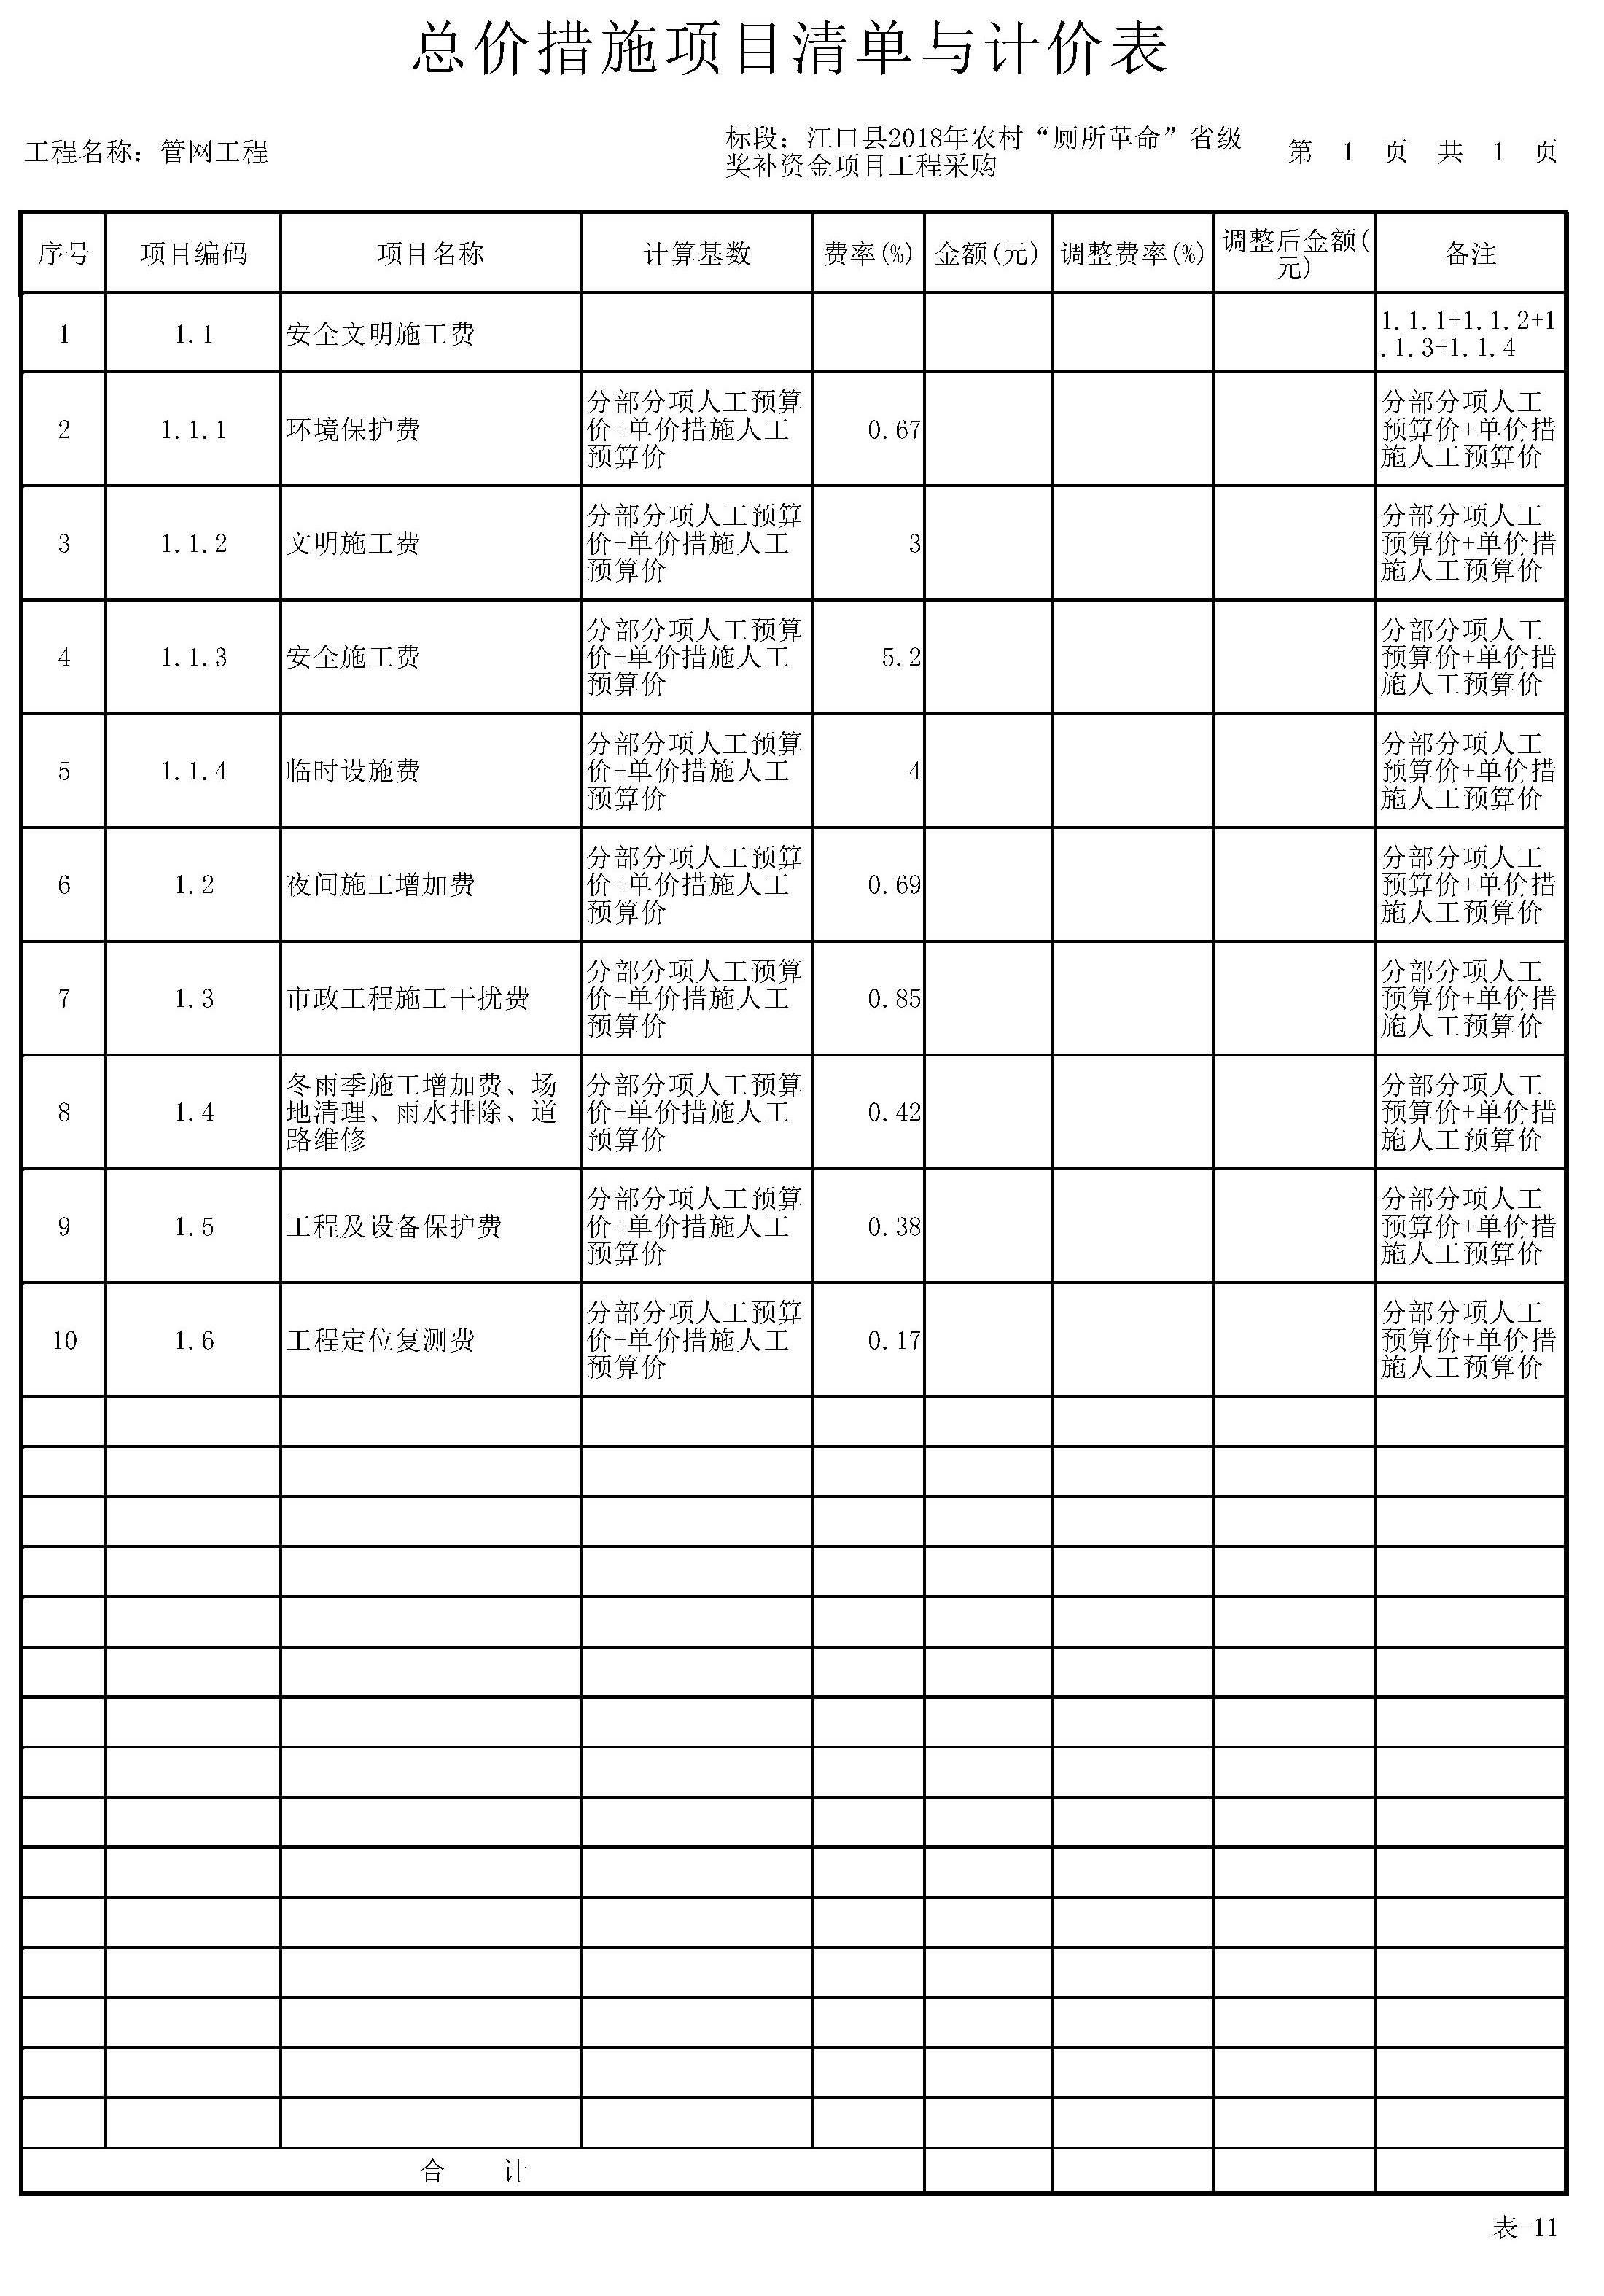 总价措施项目清单与计价表
工程名称：管网工程
标段：江口县2018年农村“厕所革命”省级
奖补资金项目工程采购
第 1 页 共 1 页
序号 项目编码 项目名称 计算基数 费率(%) 金额(元) 调整费率(%) 调整后金额(
元) 备注
1 1.1 安全文明施工费 1.1.1+1.1.2+1
.1.3+1.1.4
2 1.1.1 环境保护费 分部分项人工预算
价+单价措施人工
预算价 0.67 分部分项人工
预算价+单价措
施人工预算价
3 1.1.2 文明施工费 分部分项人工预算
价+单价措施人工
预算价 3 分部分项人工
预算价+单价措
施人工预算价
4 1.1.3 安全施工费 分部分项人工预算
价+单价措施人工
预算价 5.2 分部分项人工
预算价+单价措
施人工预算价
5 1.1.4 临时设施费 分部分项人工预算
价+单价措施人工
预算价 4 分部分项人工
预算价+单价措
施人工预算价
6 1.2 夜间施工增加费 分部分项人工预算
价+单价措施人工
预算价 0.69 分部分项人工
预算价+单价措
施人工预算价
7 1.3 市政工程施工干扰费 分部分项人工预算
价+单价措施人工
预算价 0.85 分部分项人工
预算价+单价措
施人工预算价
8 1.4 冬雨季施工增加费、场
地清理、雨水排除、道
路维修 分部分项人工预算
价+单价措施人工
预算价 0.42 分部分项人工
预算价+单价措
施人工预算价
9 1.5 工程及设备保护费 分部分项人工预算
价+单价措施人工
预算价 0.38 分部分项人工
预算价+单价措
施人工预算价
10 1.6 工程定位复测费 分部分项人工预算
价+单价措施人工
预算价 0.17 分部分项人工
预算价+单价措
施人工预算价
合 计
表-11